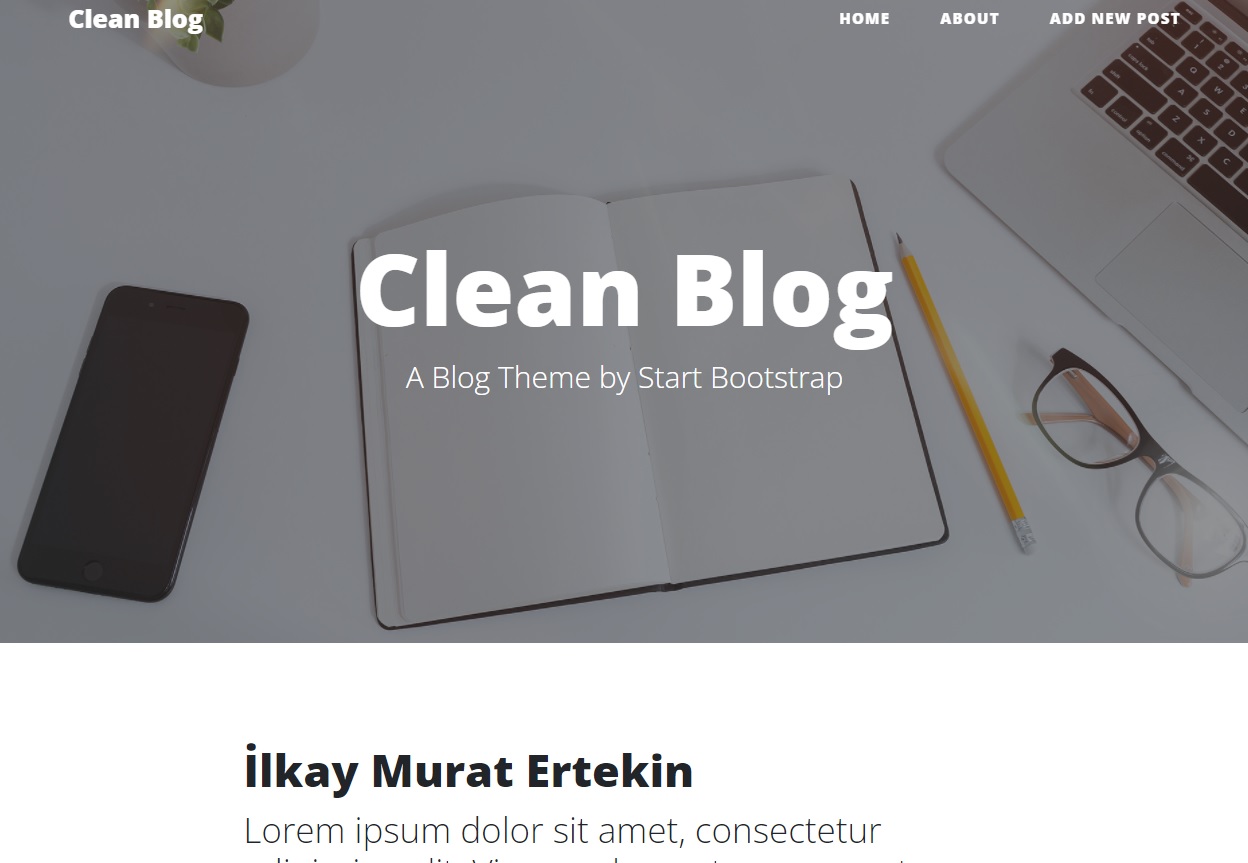 Clean Blog
HOME ABOUT ADD NEW POST
Clean Blog
A Blog Theme by Start Bootstrap
İlkay Murat Ertekin
Lorem ipsum dolor sit amet, consectetur